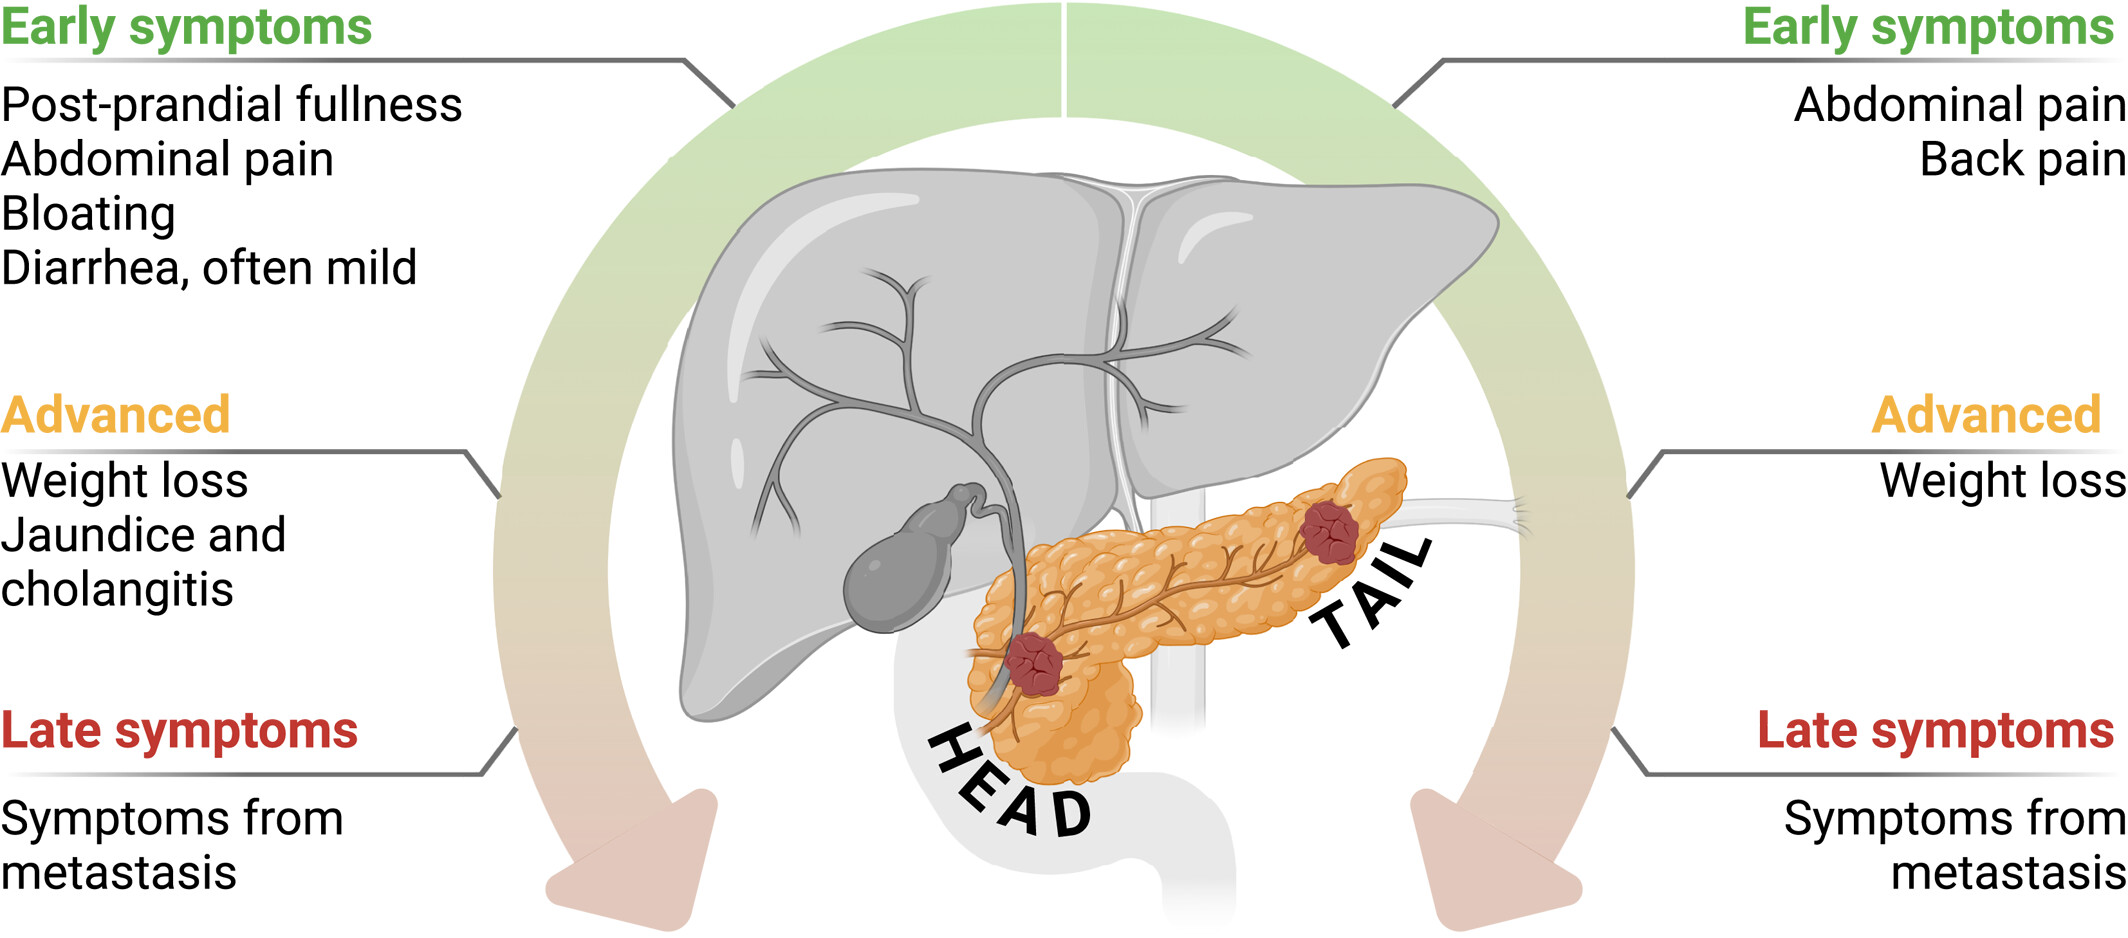 Early symptoms
Post-prandial fullness
Abdominal pain
Bloating
Diarrhea, often mild
Advanced
Weight loss
Jaundice and
cholangitis
Late symptoms
Symptoms from
metastasis
HEAD
TAIL
Early symptoms
Abdominal pain
Back pain
Advanced
Weight loss
Late symptoms
Symptoms from
metastasis